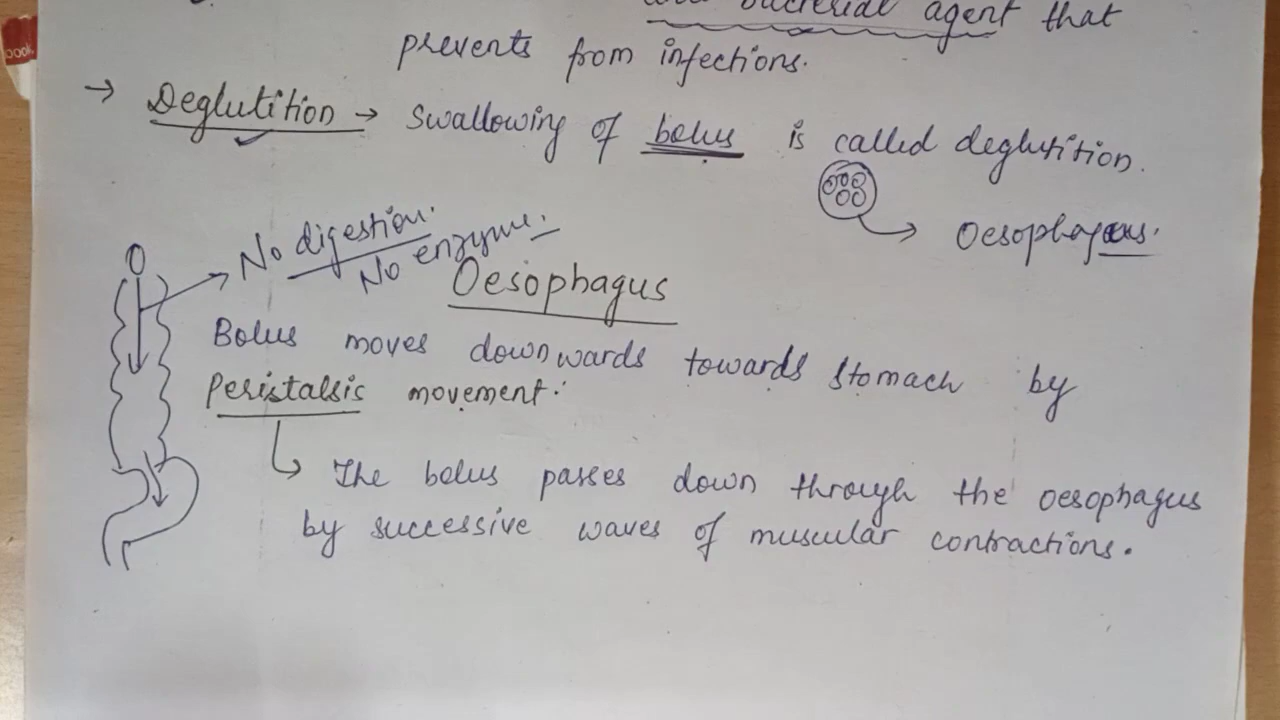 bacterial agent that
prevents from infections.
→ Deglutition → Swallowing of bolus is called deglutition.
→ Oesophagus.
→ No digestion.
No enzyme.
Oesophagus
Bolus moves downwards towards stomach by
Peristalsis movement.
The bolus passes down through the oesophagus
by successive waves of muscular contractions.
book